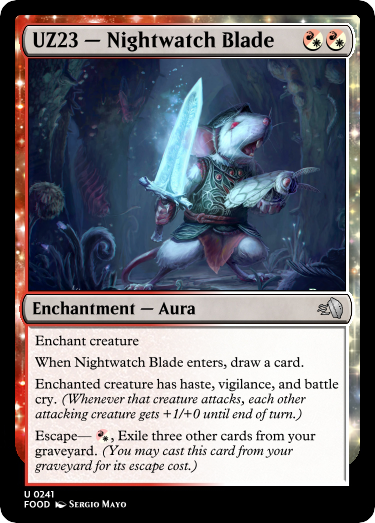 UZ23 — Nightwatch Blade
Enchantment — Aura
Enchant creature
When Nightwatch Blade enters, draw a card.
Enchanted creature has haste, vigilance, and battle
cry. (Whenever that creature attacks, each other
attacking creature gets +1/+0 until end of turn.)
Escape— , Exile three other cards from your
graveyard. (You may cast this card from your
graveyard for its escape cost.)
U 0241
FOOD Sergio Mayo